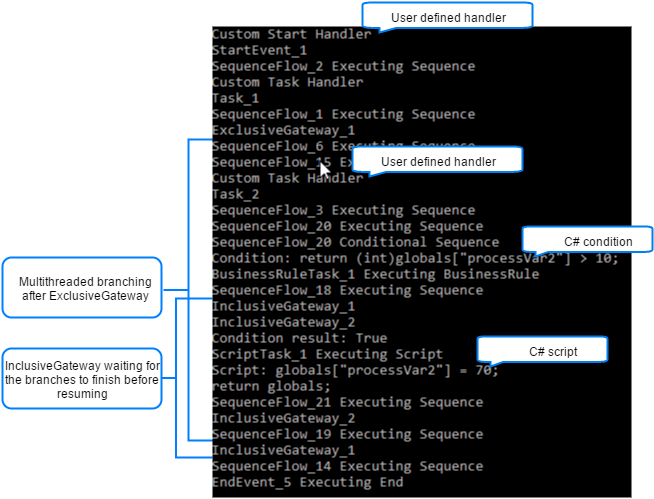 User defined handler
Custom Start Handler
StartEvent_1
SequenceFlow_2 Executing Sequence
Custom Task Handler
Task_1
SequenceFlow_1 Executing Sequence
ExclusiveGateway_1
SequenceFlow_6 Executing Sequence
SequenceFlow_15
User defined handler
Custom Task Handler
Task_2
SequenceFlow_3 Executing Sequence
SequenceFlow_20 Executing Sequence
SequenceFlow_20 Conditional Sequence
C# condition
Condition: return (int)globals["processVar2"] > 10;
BusinessRuleTask_1 Executing BusinessRule
SequenceFlow_18 Executing Sequence
InclusiveGateway_1
InclusiveGateway_2
Condition result: True
ScriptTask_1 Executing Script
C# script
Script: globals["processVar2"] = 70;
return globals;
SequenceFlow_21 Executing Sequence
InclusiveGateway_2
SequenceFlow_19 Executing Sequence
InclusiveGateway_1
SequenceFlow_14 Executing Sequence
EndEvent_5 Executing End
Multithreaded branching
after ExclusiveGateway
InclusiveGateway waiting for
the branches to finish before
resuming